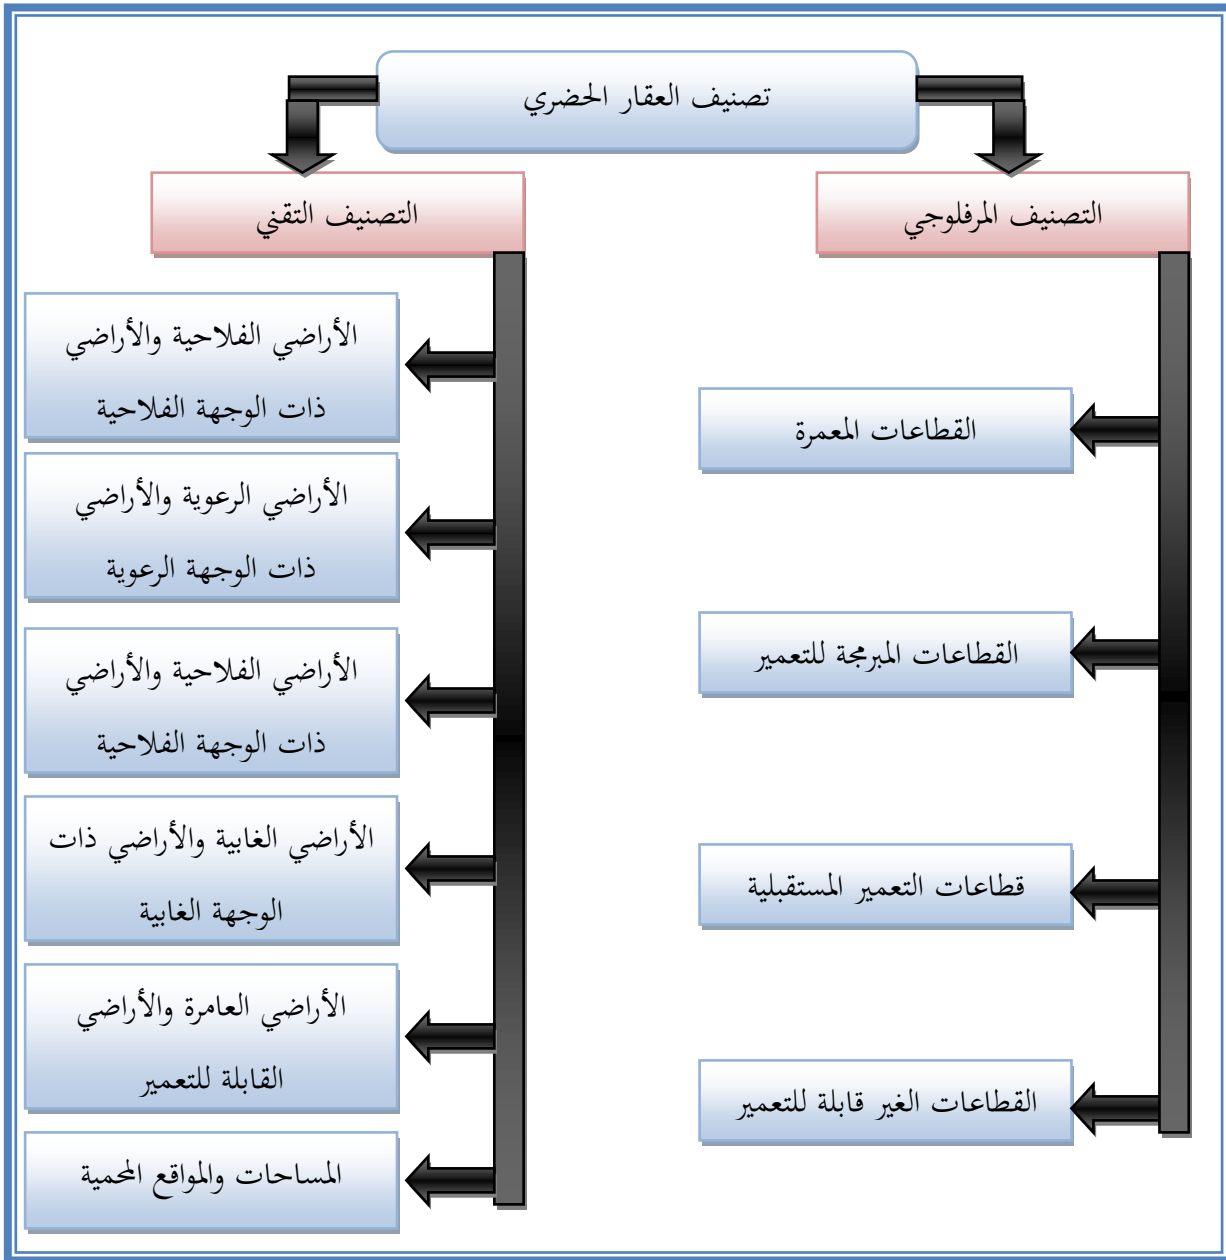 تصنيف العقار الحضري
التصنيف المرفلوجي
القطاعات المعمرة
القطاعات المبرمجة للتعمير
قطاعات التعمير المستقبلية
القطاعات الغير قابلة للتعمير
التصنيف التقني
الأراضي الفلاحية والأراضي
ذات الوجهة الفلاحية
الأراضي الرعوية والأراضي
ذات الوجهة الرعوية
الأراضي الفلاحية والأراضي
ذات الوجهة الفلاحية
الأراضي الغابية والأراضي ذات
الوجهة الغابية
الأراضي العامرة والأراضي
القابلة للتعمير
المساحات والمواقع المحمية